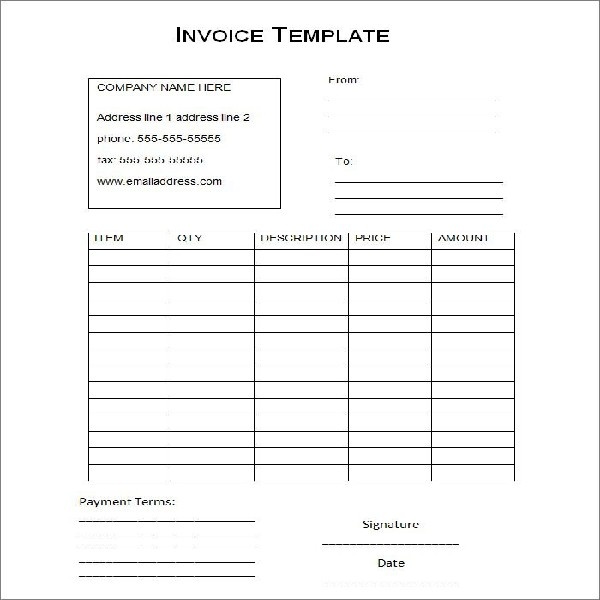 INVOICE TEMPLATE
COMPANY NAME HERE
Address line 1 address line 2
phone: 555-555-55555
fax: 555-555-55555
www.emailaddress.com
From:
To:
ITEM QTY DESCRIPTION PRICE AMOUNT
Payment Terms:
Signature
Date